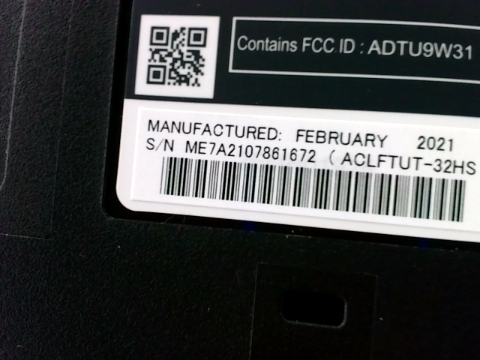 Contains FCC ID : ADTU9W31
MANUFACTURED: FEBRUARY 2021
S/N ME7A2107861672 ( ACLFTUT-32HS